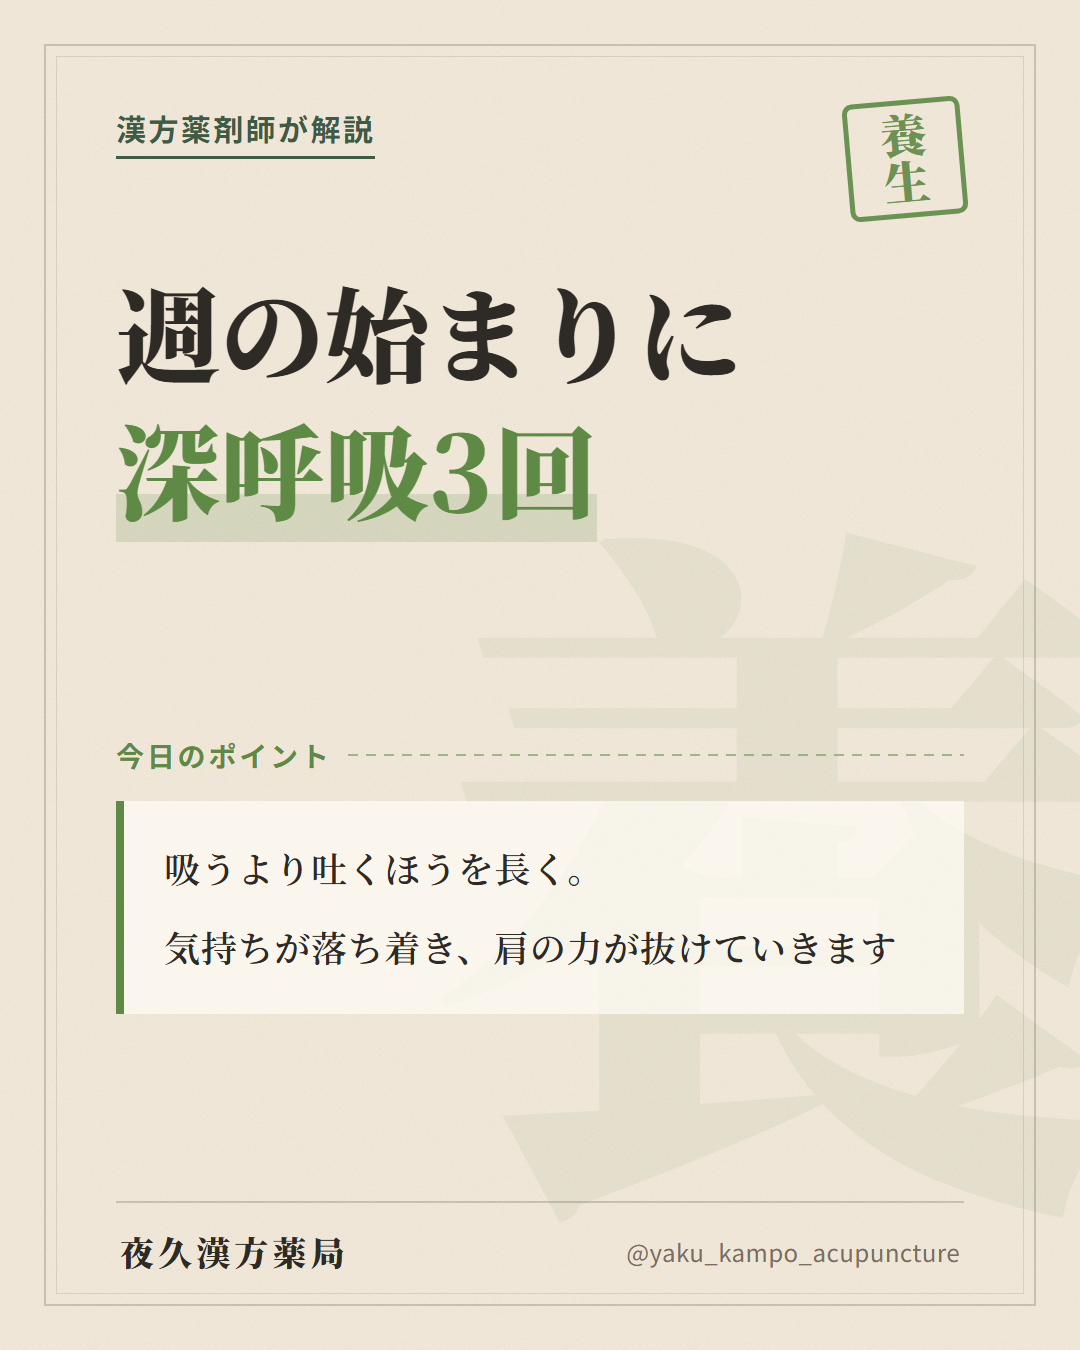 漢方薬剤師が解説
養生
週の始まりに
深呼吸3回
今日のポイント
吸うより吐くほうを長く。
気持ちが落ち着き、肩の力が抜けていきます
養
夜久漢方薬局
@yaku_kampo_acupuncture